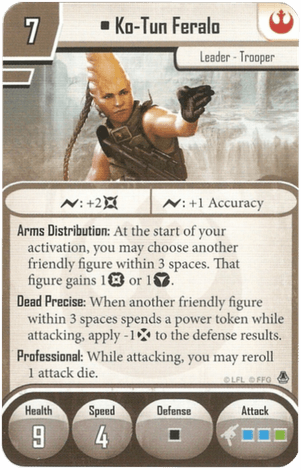 7
Ko-Tun Feralo
Leader - Trooper
: +2
: +1 Accuracy
Arms Distribution: At the start of your
activation, you may choose another
friendly figure within 3 spaces. That
figure gains 1 or 1.
Dead Precise: When another friendly figure
within 3 spaces spends a power token while
attacking, apply -1 to the defense results.
Professional: While attacking, you may reroll
1 attack die.
© LFL © FFG
Health
Speed
Defense
Attack
9
4